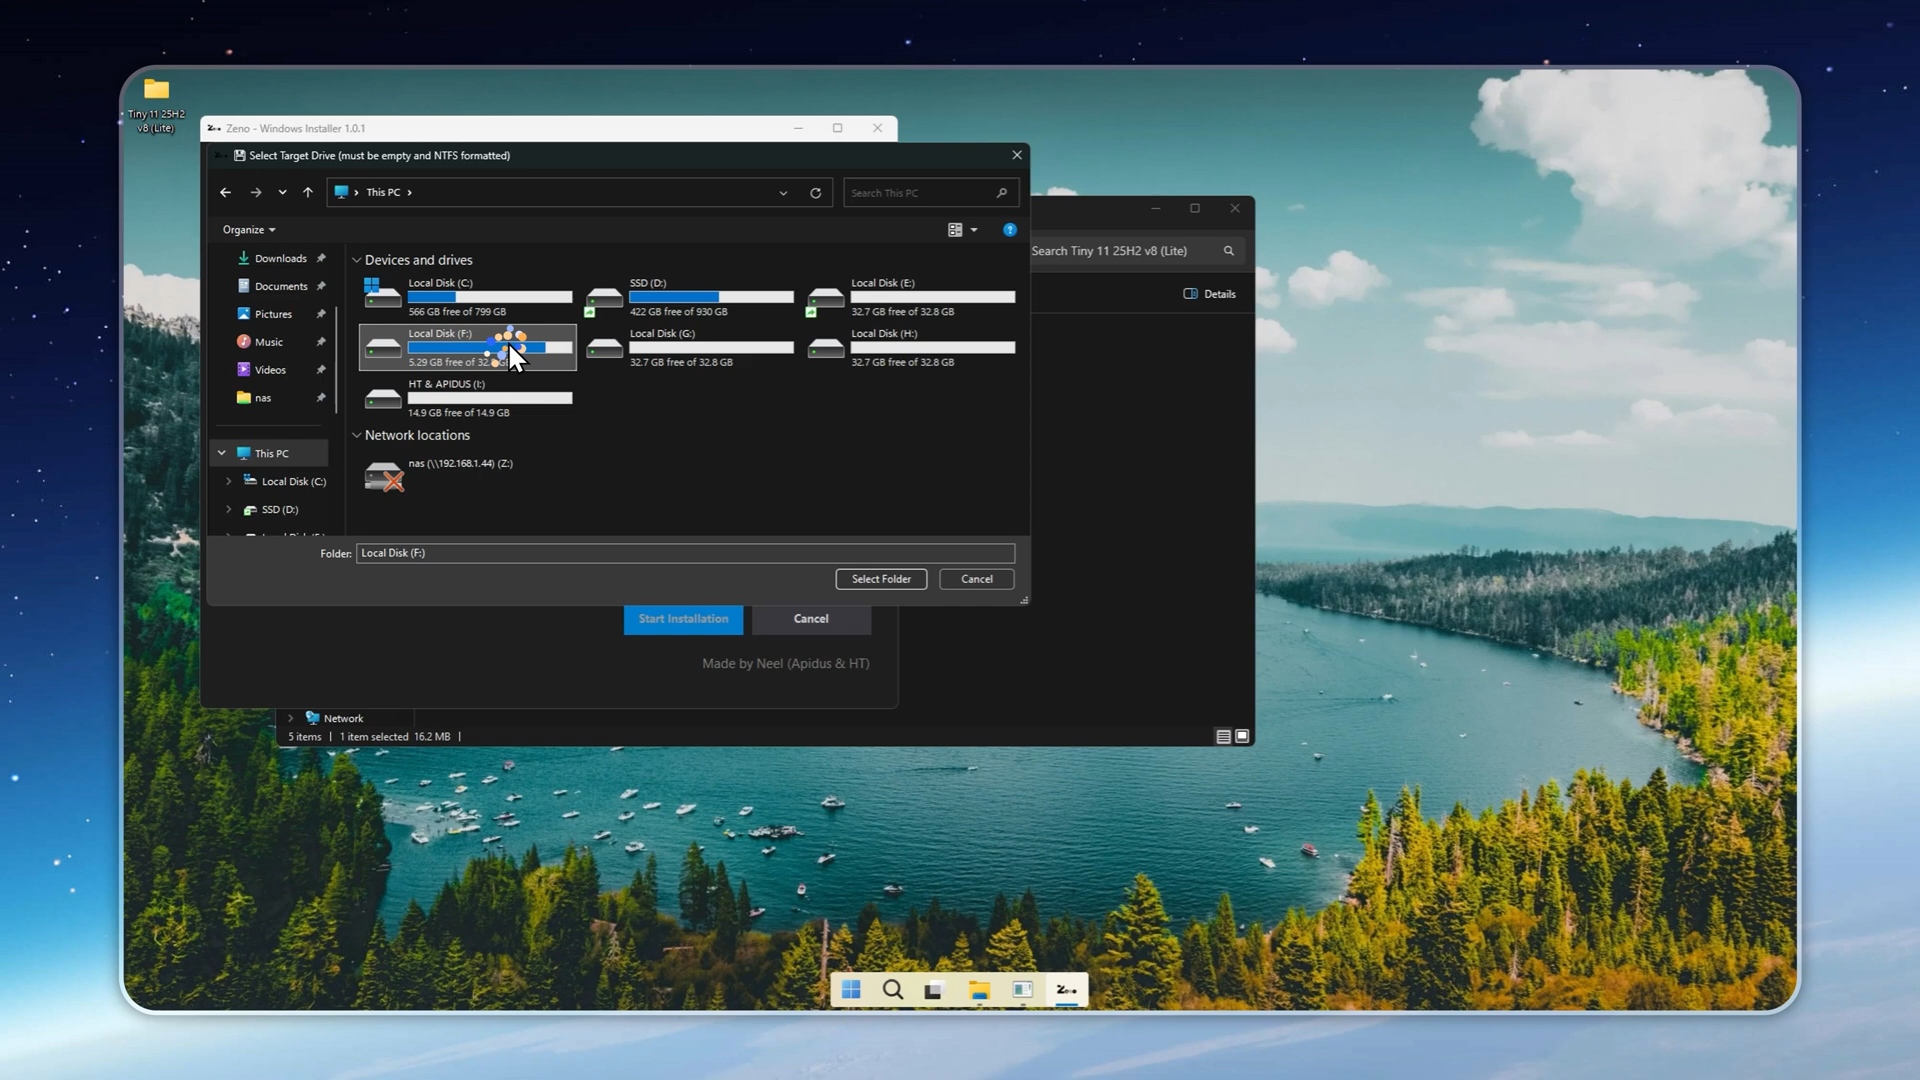 Tiny 11 25H2
v8 (Lite)
Zeno - Windows Installer 1.0.1
Select Target Drive (must be empty and NTFS formatted)
This PC
Search This PC
Organize
Search Tiny 11 25H2 v8 (Lite)
Details
Downloads
Documents
Pictures
Music
Videos
nas
This PC
Local Disk (C:)
SSD (D:)
Devices and drives
Local Disk (C:)
566 GB free of 799 GB
SSD (D:)
422 GB free of 930 GB
Local Disk (E:)
32.7 GB free of 32.8 GB
Local Disk (F:)
5.29 GB free of
Local Disk (G:)
32.7 GB free of 32.8 GB
Local Disk (H:)
32.7 GB free of 32.8 GB
HT & APIDUS (I:)
14.9 GB free of 14.9 GB
Network locations
nas (\\192.168.1.44) (Z:)
Folder: Local Disk (F:)
Select Folder
Cancel
Start Installation
Cancel
Made by Neel (Apidus & HT)
Network
5 items | 1 item selected 16.2 MB |
Zeno